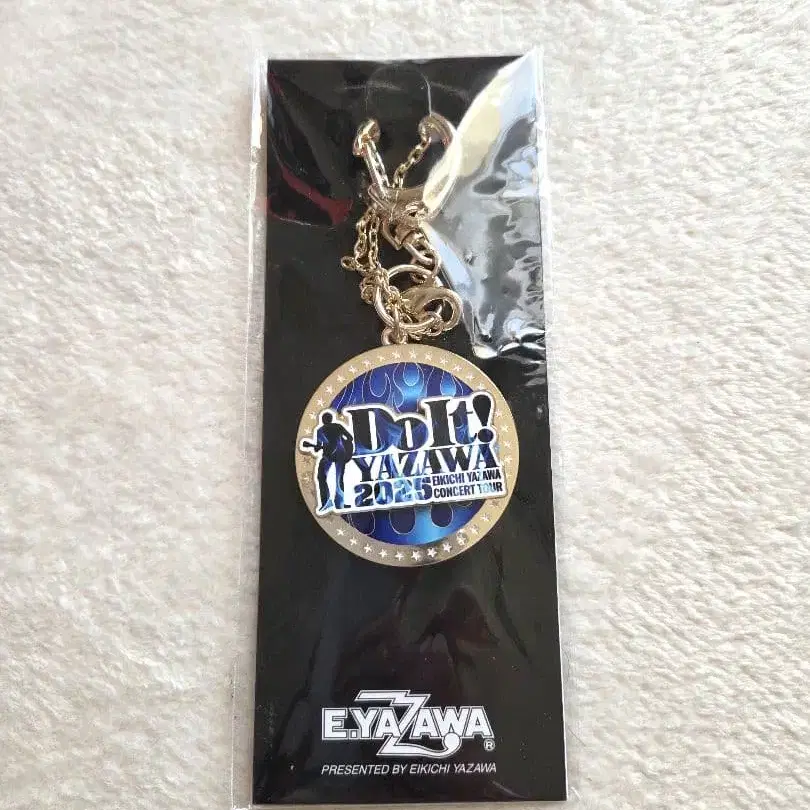 Do It!
YAZAWA
2025 EIKICHI YAZAWA
CONCERT TOUR
E.YAZAWA ®
PRESENTED BY EIKICHI YAZAWA